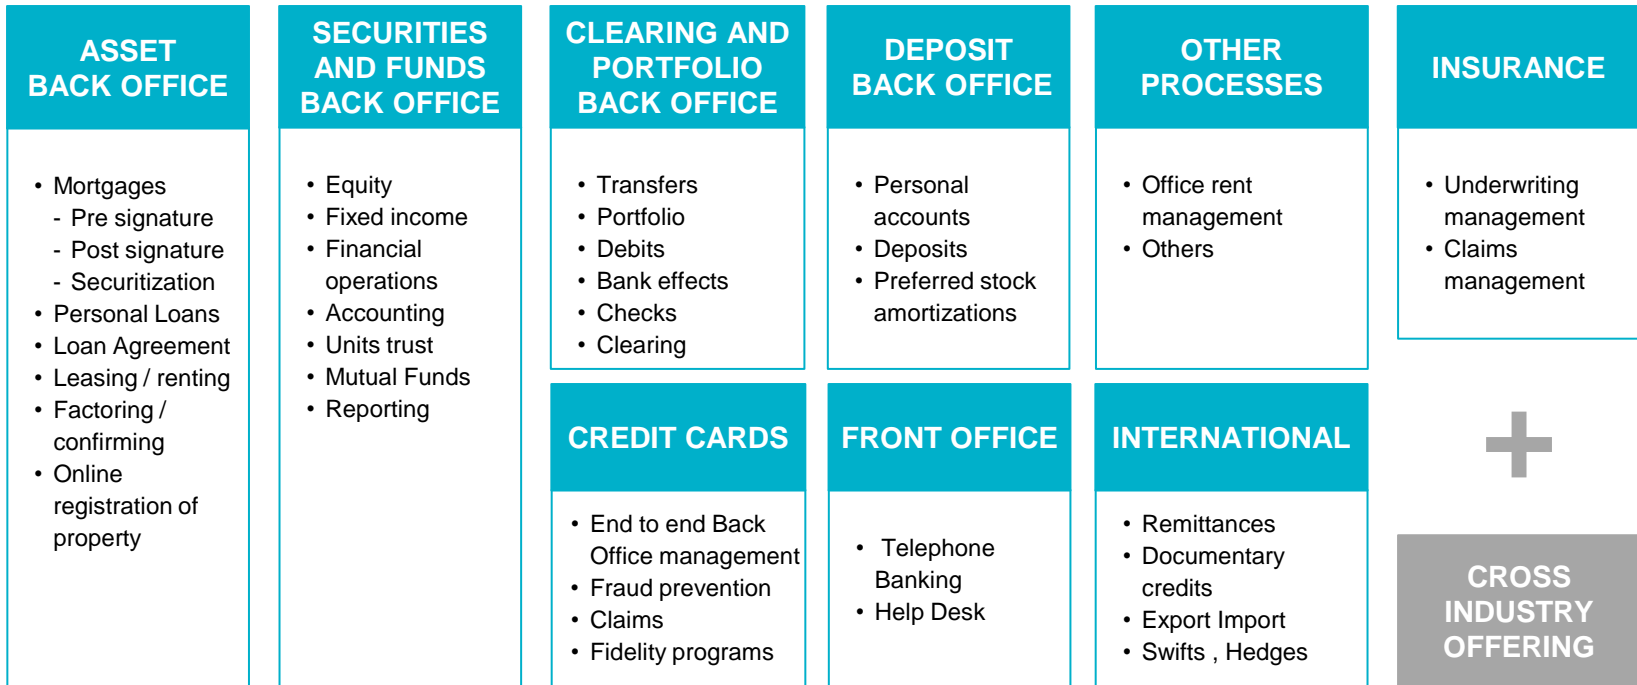 ASSET
BACK OFFICE
• Mortgages
- Pre signature
- Post signature
- Securitization
• Personal Loans
• Loan Agreement
• Leasing / renting
• Factoring /
confirming
• Online
registration of
property
SECURITIES
AND FUNDS
BACK OFFICE
• Equity
• Fixed income
• Financial
operations
• Accounting
• Units trust
• Mutual Funds
• Reporting
CLEARING AND
PORTFOLIO
BACK OFFICE
• Transfers
• Portfolio
• Debits
• Bank effects
• Checks
• Clearing
DEPOSIT
BACK OFFICE
• Personal
accounts
• Deposits
• Preferred stock
amortizations
OTHER
PROCESSES
• Office rent
management
• Others
INSURANCE
• Underwriting
management
• Claims
management
CREDIT CARDS
• End to end Back
Office management
• Fraud prevention
• Claims
• Fidelity programs
FRONT OFFICE
• Telephone
Banking
• Help Desk
INTERNATIONAL
• Remittances
• Documentary
credits
• Export Import
• Swifts , Hedges
+
CROSS
INDUSTRY
OFFERING